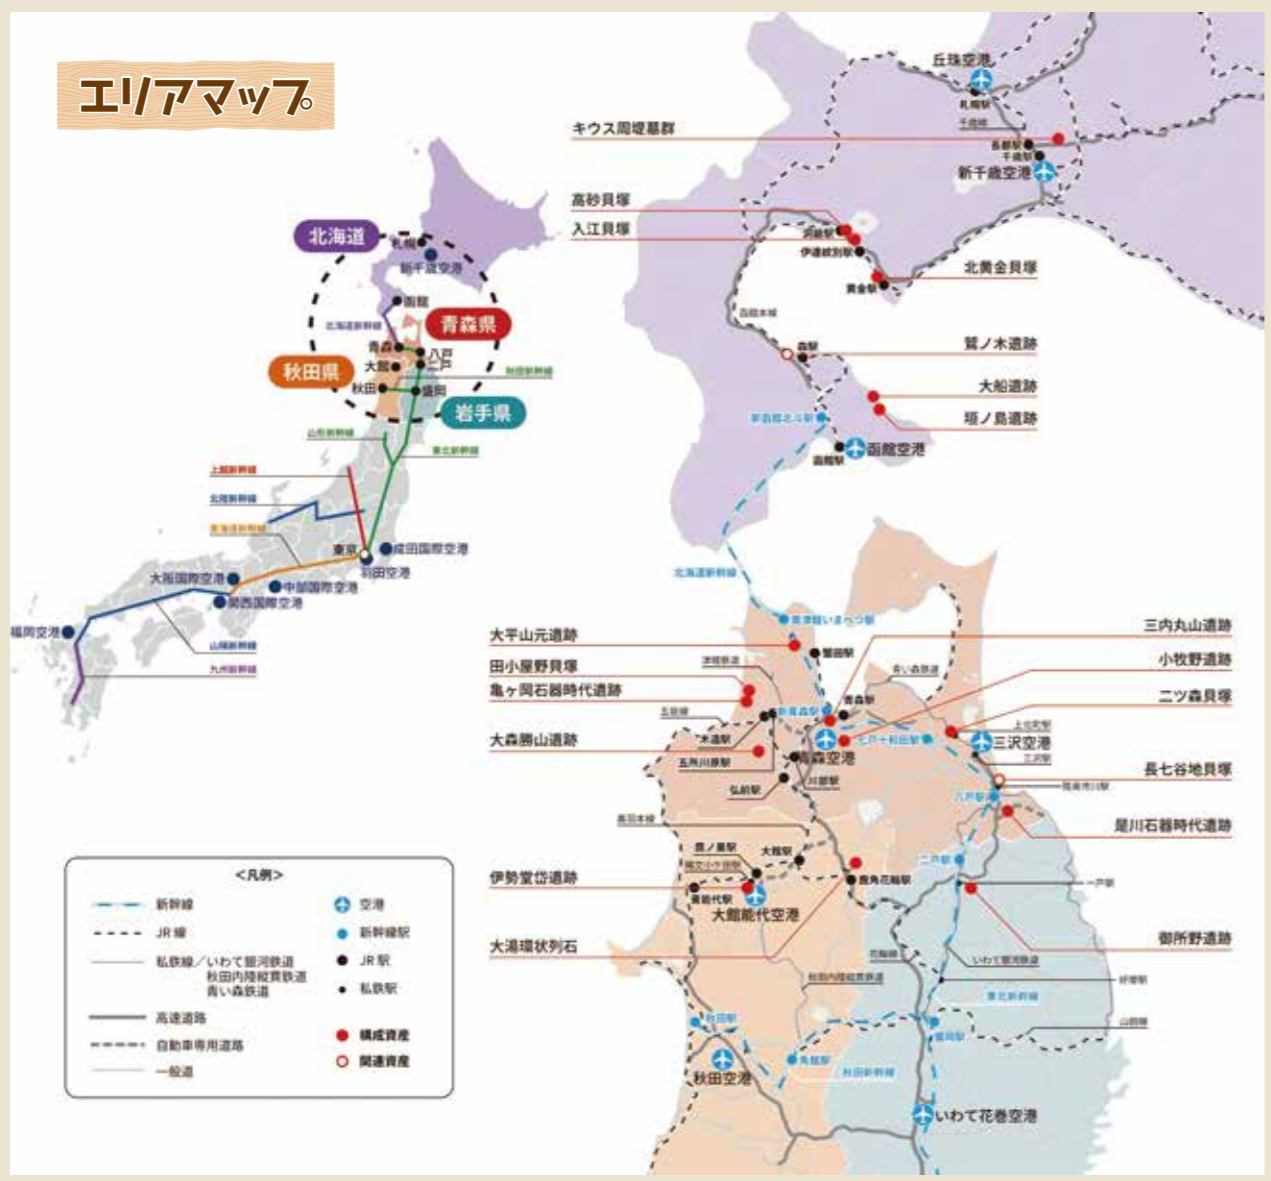 エリアマップ
丘珠空港
札幌駅
千歳線
キウス周堤墓群
長都駅
千歳駅
新千歳空港
高砂貝塚
入江貝塚
洞爺駅
伊達紋別駅
北黄金貝塚
黄金駅
函館本線
森駅
鷲ノ木遺跡
大船遺跡
垣ノ島遺跡
新函館北斗駅
函館駅
函館空港
北海道新幹線
北海道
札幌
新千歳空港
函館
北海道新幹線
青森県
青森
八戸
二戸
大館
秋田県
秋田新幹線
秋田
盛岡
岩手県
山形新幹線
東北新幹線
上越新幹線
北陸新幹線
東海道新幹線
東京
成田国際空港
羽田空港
大阪国際空港
中部国際空港
関西国際空港
福岡空港
山陽新幹線
九州新幹線
奥津軽いまべつ駅
大平山元遺跡
蟹田駅
三内丸山遺跡
田小屋野貝塚
津軽鉄道
青い森鉄道
小牧野遺跡
亀ヶ岡石器時代遺跡
二ツ森貝塚
五能線
新青森駅
青森駅
上北町駅
大森勝山遺跡
木造駅
七戸十和田駅
三沢空港
青森空港
三沢駅
五所川原駅
長七谷地貝塚
弘前駅
川部駅
陸奥市川駅
八戸駅
奥羽本線
是川石器時代遺跡
鷹ノ巣駅
大館駅
縄文小ケ田駅
二戸駅
伊勢堂岱遺跡
鹿角花輪駅
一戸駅
東能代駅
大館能代空港
大湯環状列石
御所野遺跡
花輪線
いわて銀河鉄道
秋田内陸縦貫鉄道
好摩駅
東北新幹線
秋田駅
山田線
盛岡駅
秋田空港
角館駅
秋田新幹線
いわて花巻空港
<凡例>
新幹線
JR線
私鉄線/いわて銀河鉄道
秋田内陸縦貫鉄道
青い森鉄道
高速道路
自動車専用道路
一般道
空港
新幹線駅
JR駅
私鉄駅
構成資産
関連資産